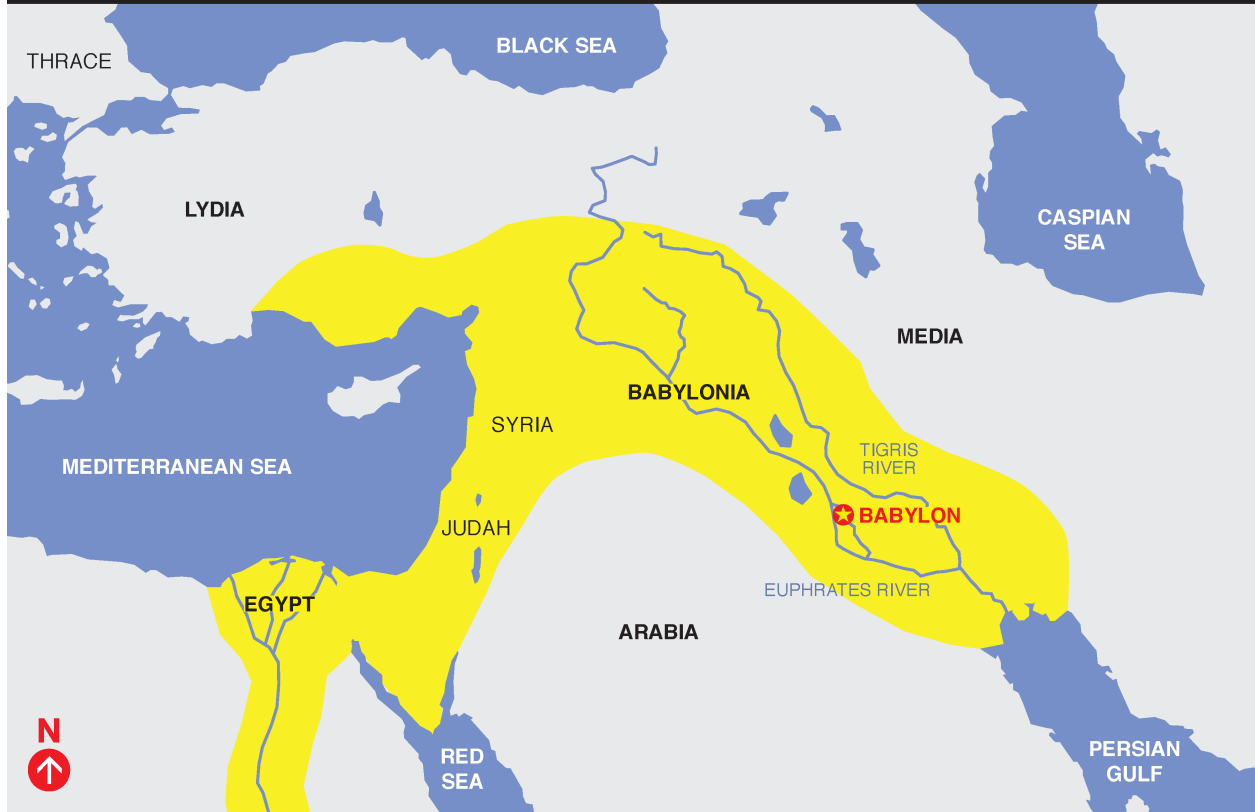 BLACK SEA
THRACE
LYDIA
CASPIAN
SEA
MEDIA
BABYLONIA
SYRIA
TIGRIS
RIVER
MEDITERRANEAN SEA
BABYLON
JUDAH
EUPHRATES RIVER
EGYPT
ARABIA
N
RED
SEA
PERSIAN
GULF